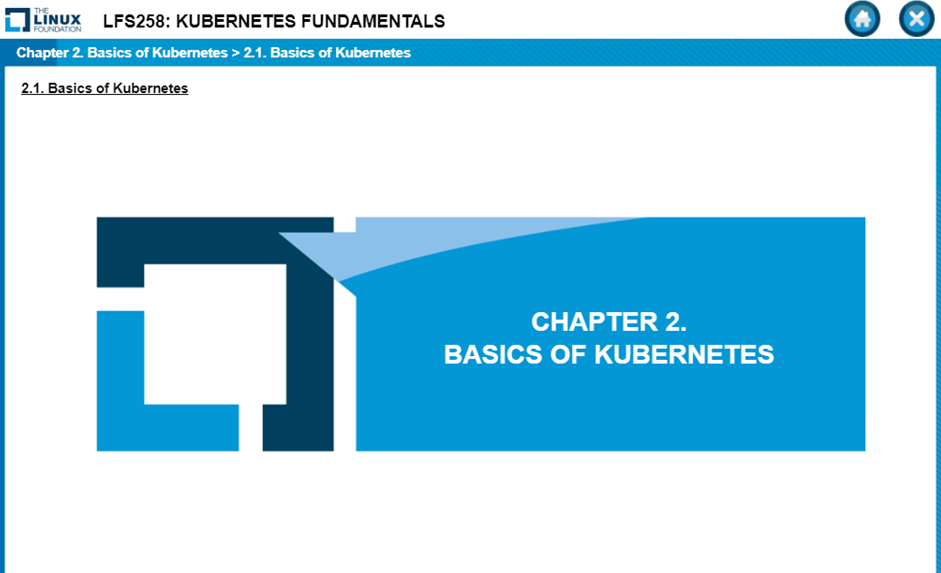 THE
LINUX
FOUNDATION
LFS258: KUBERNETES FUNDAMENTALS
Chapter 2. Basics of Kubernetes > 2.1. Basics of Kubernetes
2.1. Basics of Kubernetes
CHAPTER 2.
BASICS OF KUBERNETES